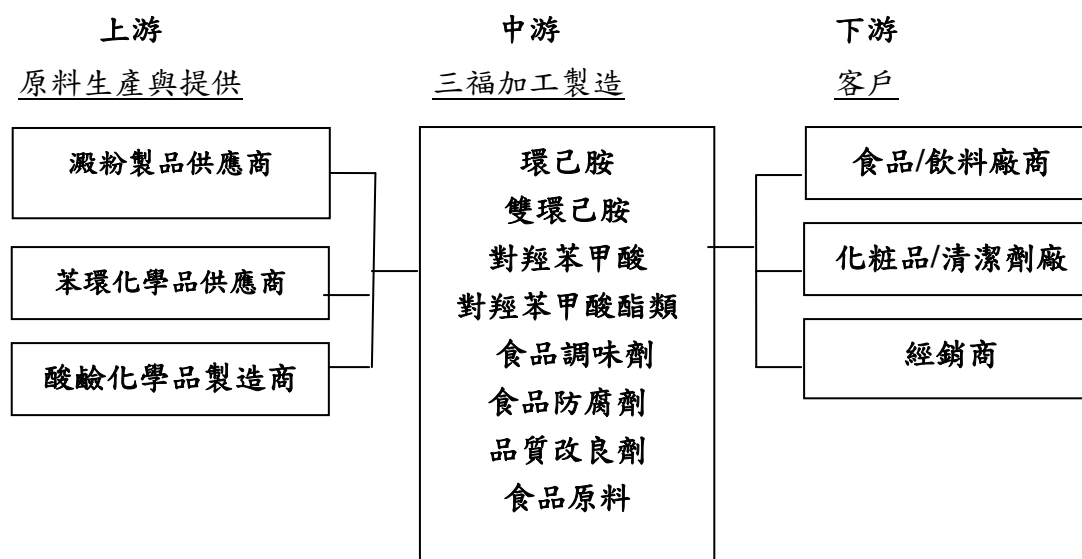 上游
原料生產與提供
澱粉製品供應商
苯環化學品供應商
酸鹼化學品製造商
中游
三福加工製造
環己胺
雙環己胺
對羥苯甲酸
對羥苯甲酸酯類
食品調味劑
食品防腐劑
品質改良劑
食品原料
下游
客戶
食品/飲料廠商
化粧品/清潔劑廠
經銷商